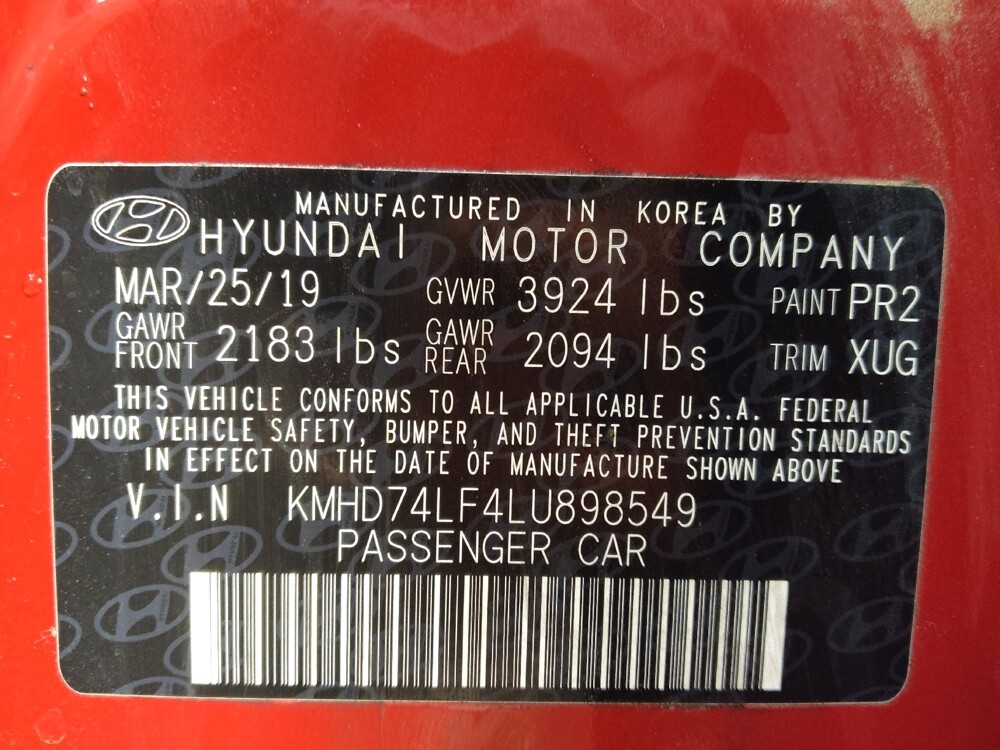 MANUFACTURED IN KOREA BY
HYUNDAI MOTOR COMPANY
MAR/25/19 GVWR 3924 lbs PAINT PR2
GAWR FRONT 2183 lbs GAWR REAR 2094 lbs TRIM XUG
THIS VEHICLE CONFORMS TO ALL APPLICABLE U.S.A. FEDERAL
MOTOR VEHICLE SAFETY, BUMPER, AND THEFT PREVENTION STANDARDS
IN EFFECT ON THE DATE OF MANUFACTURE SHOWN ABOVE
V.I.N KMHD74LF4LU898549
PASSENGER CAR